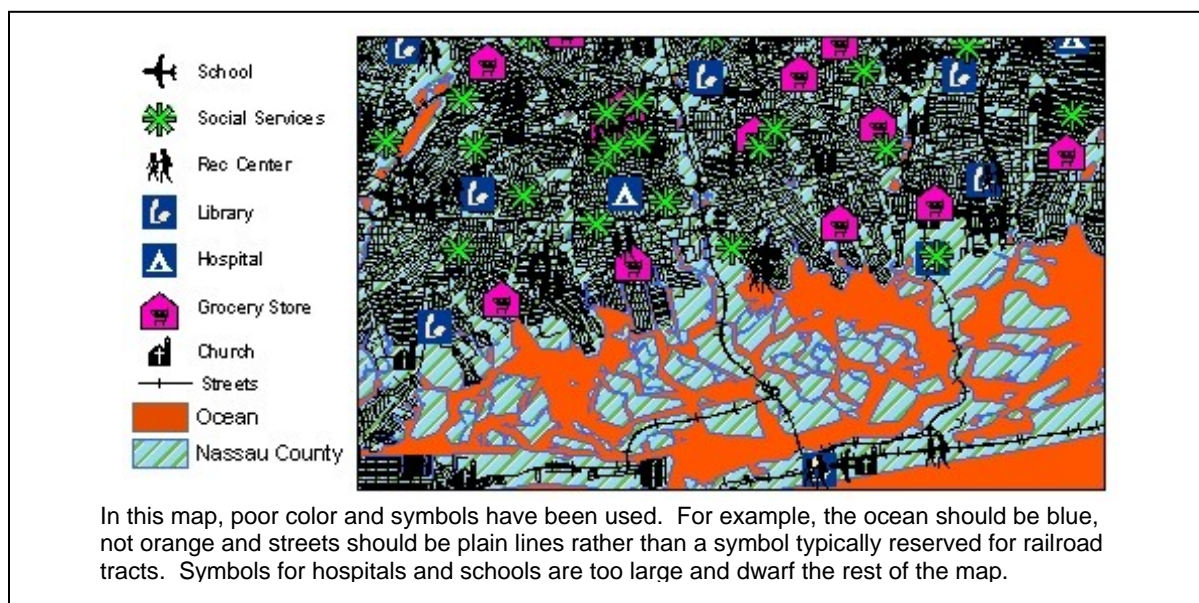 School
Social Services
Rec Center
Library
Hospital
Grocery Store
Church
Streets
Ocean
Nassau County
In this map, poor color and symbols have been used. For example, the ocean should be blue,
not orange and streets should be plain lines rather than a symbol typically reserved for railroad
tracts. Symbols for hospitals and schools are too large and dwarf the rest of the map.